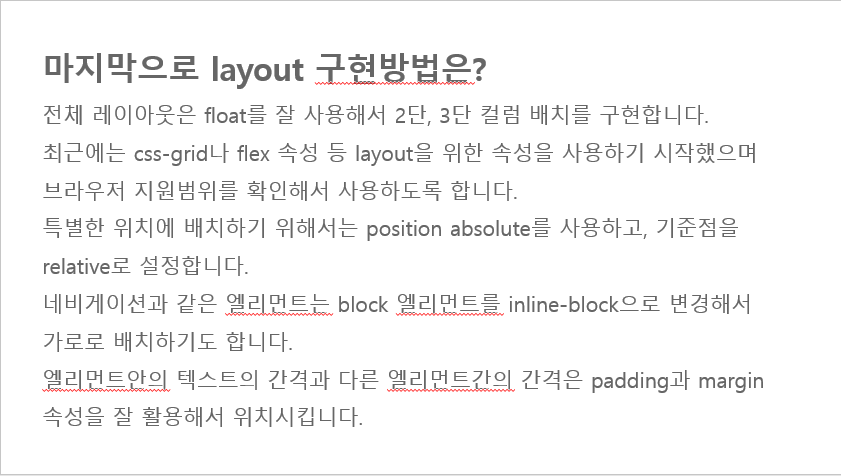 마지막으로 layout 구현방법은?
전체 레이아웃은 float를 잘 사용해서 2단, 3단 컬럼 배치를 구현합니다.
최근에는 css-grid나 flex 속성 등 layout을 위한 속성을 사용하기 시작했으며
브라우저 지원범위를 확인해서 사용하도록 합니다.
특별한 위치에 배치하기 위해서는 position absolute를 사용하고, 기준점을
relative로 설정합니다.
네비게이션과 같은 엘리먼트는 block 엘리먼트를 inline-block으로 변경해서
가로로 배치하기도 합니다.
엘리먼트안의 텍스트의 간격과 다른 엘리먼트간의 간격은 padding과 margin
속성을 잘 활용해서 위치시킵니다.